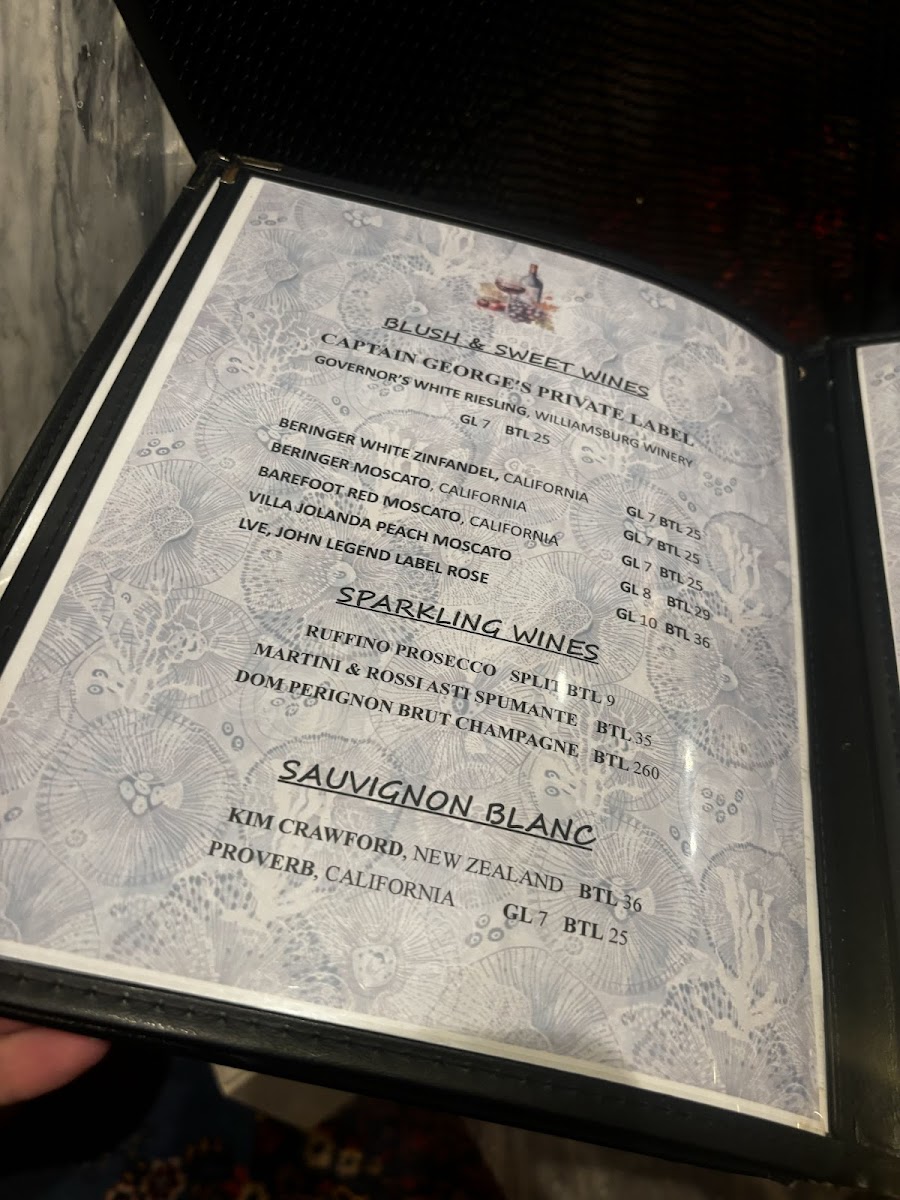 BLUSH & SWEET WINES
CAPTAIN GEORGE'S PRIVATE LABEL
GOVERNOR'S WHITE RIESLING, WILLIAMSBURG WINERY
GL 7 BTL 25
BERINGER WHITE ZINFANDEL, CALIFORNIA GL 7 BTL 25
BERINGER MOSCATO, CALIFORNIA GL 7 BTL 25
BAREFOOT RED MOSCATO, CALIFORNIA GL 7 BTL 25
VILLA JOLANDA PEACH MOSCATO GL 8 BTL 29
LVE, JOHN LEGEND LABEL ROSE GL 10 BTL 36
SPARKLING WINES
RUFFINO PROSECCO SPLIT BTL 9
MARTINI & ROSSI ASTI SPUMANTE BTL 35
DOM PERIGNON BRUT CHAMPAGNE BTL 260
SAUVIGNON BLANC
KIM CRAWFORD, NEW ZEALAND BTL 36
PROVERB, CALIFORNIA GL 7 BTL 25